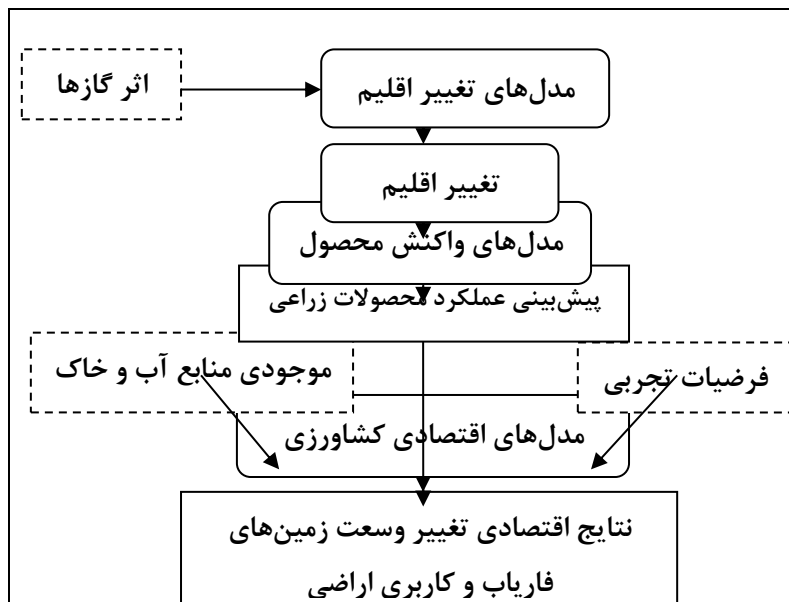 اثر گازها
مدل‌های تغییر اقلیم
تغییر اقلیم
مدل‌های واکنش محصول
پیش‌بینی عملکرد محصولات زراعی
موجودی منابع آب و خاک
فرضیات تجربی
مدل‌های اقتصادی کشاورزی
نتایج اقتصادی تغییر وسعت زمین‌های
فاریاب و کاربری اراضی